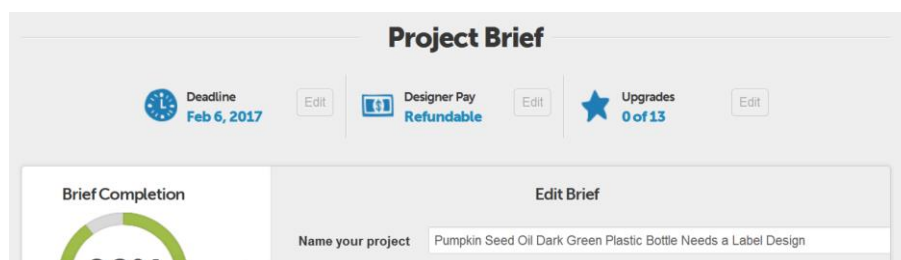 Project Brief
Deadline
Feb 6, 2017
Edit
Designer Pay
Refundable
Edit
Upgrades
0 of 13
Edit
Brief Completion
Edit Brief
Name your project
Pumpkin Seed Oil Dark Green Plastic Bottle Needs a Label Design